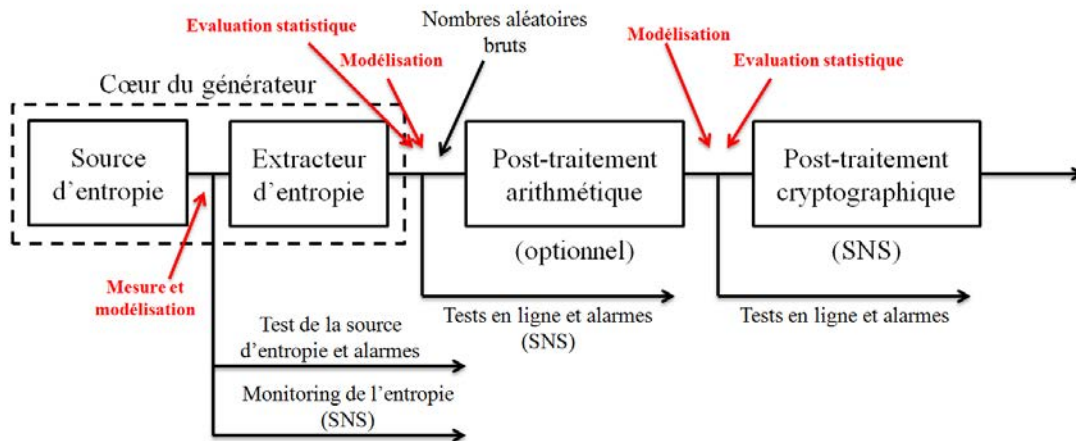 Evaluation statistique
Nombres aléatoires
bruts
Modélisation
Modélisation
Evaluation statistique
Cœur du générateur
Source
d'entropie
Extracteur
d'entropie
Post-traitement
arithmétique
(optionnel)
Post-traitement
cryptographique
(SNS)
Mesure et
modélisation
Tests en ligne et alarmes
(SNS)
Tests en ligne et alarmes
Test de la source
d'entropie et alarmes
Monitoring de l'entropie
(SNS)